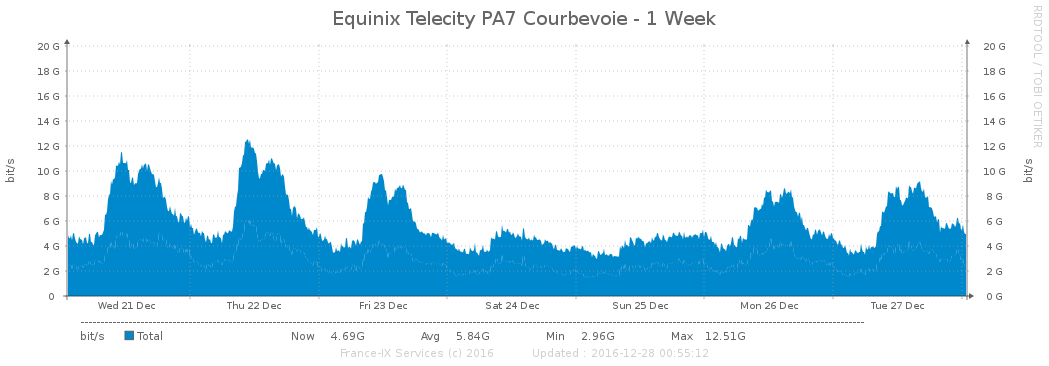 Equinix Telecity PA7 Courbevoie - 1 Week
RRDTOOL / TOBI OETIKER
bit/s
20 G 20 G
18 G 18 G
16 G 16 G
14 G 14 G
12 G 12 G
10 G 10 G
8 G 8 G
6 G 6 G
4 G 4 G
2 G 2 G
0 0 G
bit/s
Wed 21 Dec Thu 22 Dec Fri 23 Dec Sat 24 Dec Sun 25 Dec Mon 26 Dec Tue 27 Dec
bit/s Total Now 4.69G Avg 5.84G Min 2.96G Max 12.51G
France-IX Services (c) 2016 Updated : 2016-12-28 00:55:12